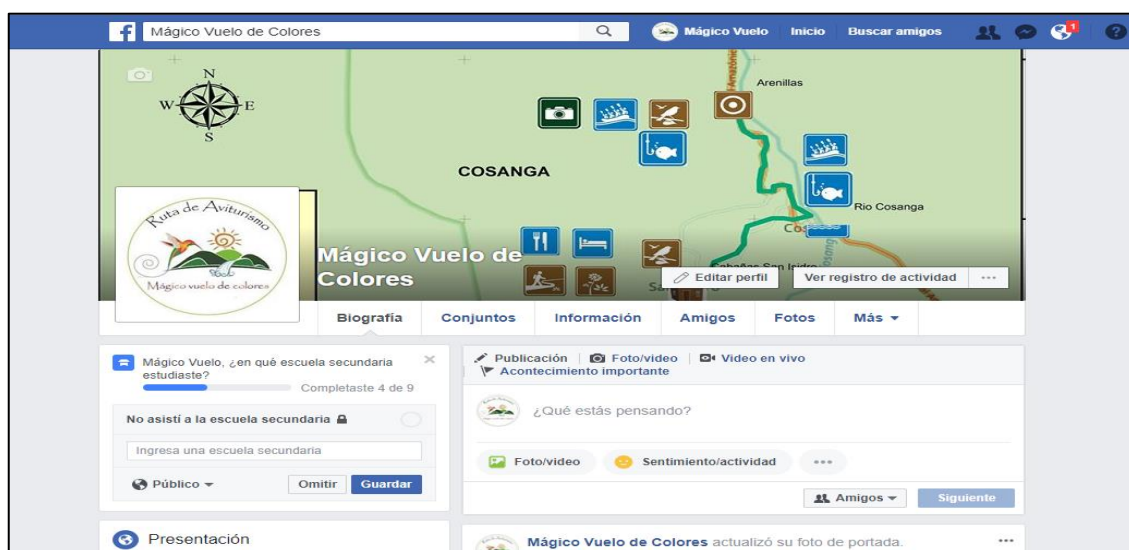 Mágico Vuelo de Colores
Mágico Vuelo
Inicio
Buscar amigos
1
N
W E
S
Arenillas
COSANGA
Rio Cosanga
Ruta de Aviturismo
Mágico vuelo de colores
Mágico Vuelo de
Colores
Editar perfil
Ver registro de actividad
Biografía
Conjuntos
Información
Amigos
Fotos
Más
Mágico Vuelo, ¿en qué escuela secundaria
estudiaste?
Completaste 4 de 9
No asistí a la escuela secundaria
Ingresa una escuela secundaria
Público
Omitir
Guardar
Presentación
Publicación
Foto/video
Video en vivo
Acontecimiento importante
¿Qué estás pensando?
Foto/video
Sentimiento/actividad
Amigos
Siguiente
Mágico Vuelo de Colores actualizó su foto de portada.